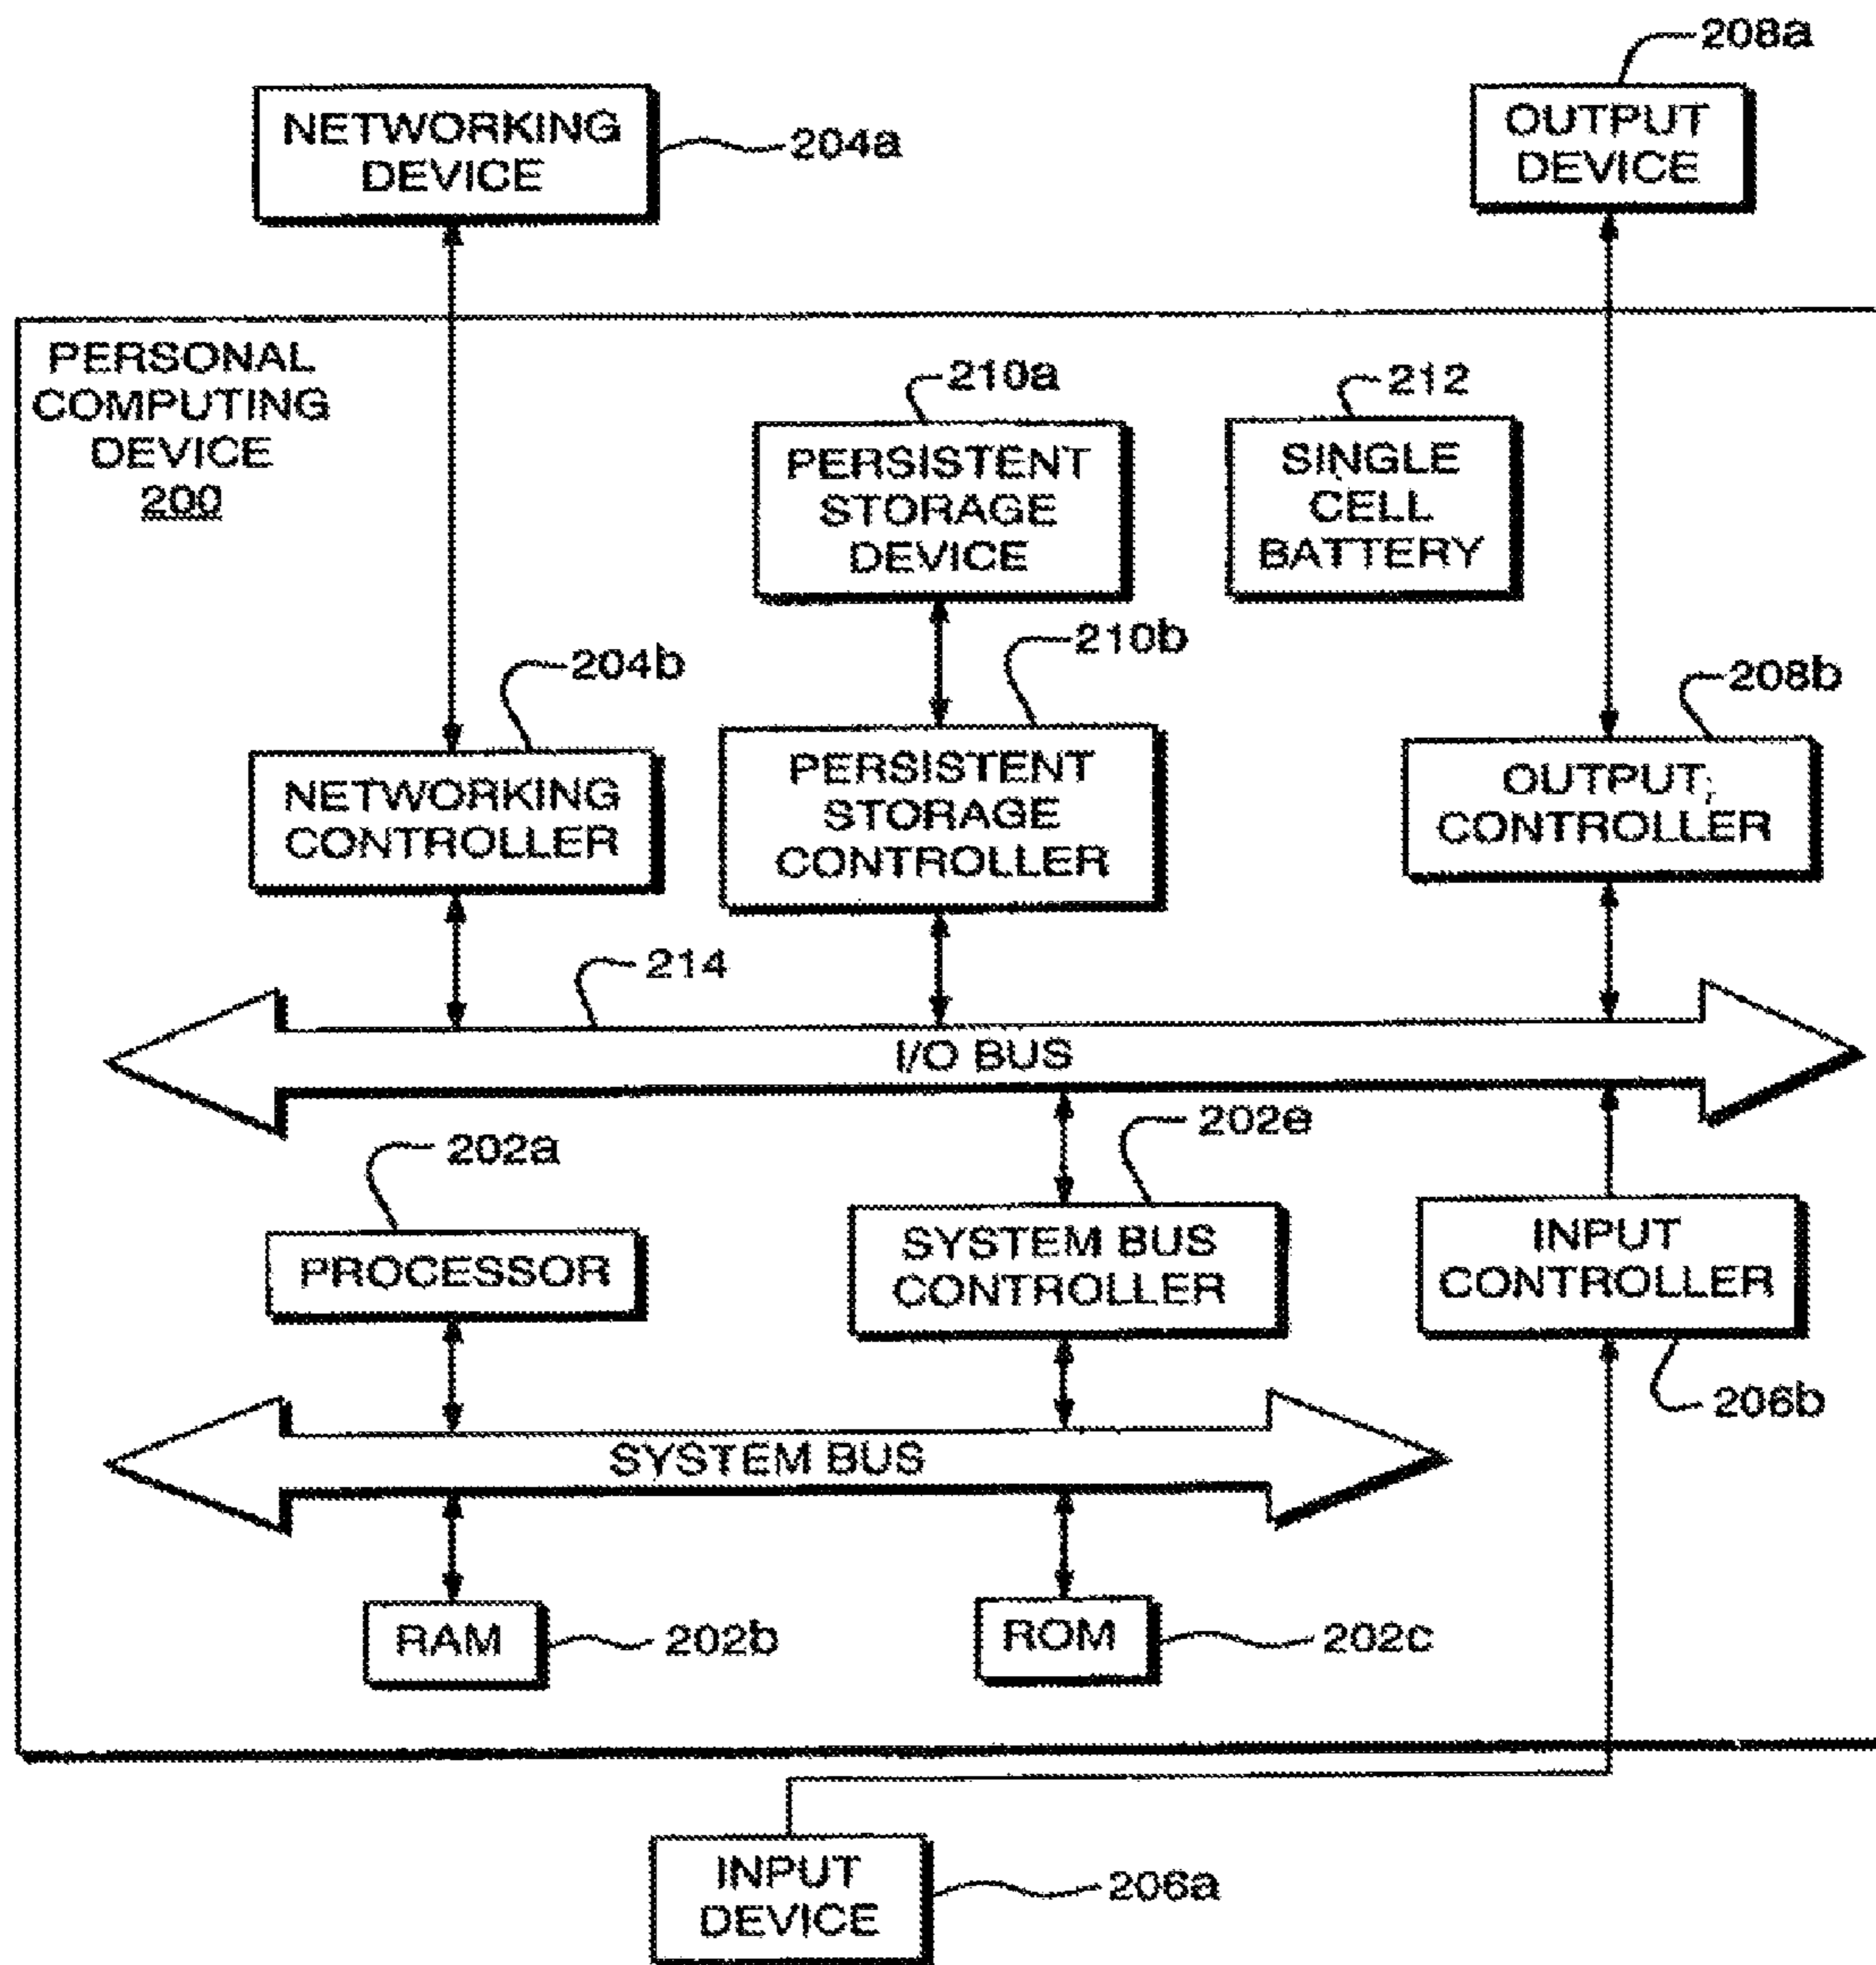 208a
NETWORKING
DEVICE
204a
OUTPUT
DEVICE
PERSONAL
COMPUTING
DEVICE
200
210a
PERSISTENT
STORAGE
DEVICE
212
SINGLE
CELL
BATTERY
204b
NETWORKING
CONTROLLER
210b
PERSISTENT
STORAGE
CONTROLLER
208b
OUTPUT
CONTROLLER
214
I/O BUS
202a
PROCESSOR
202e
SYSTEM BUS
CONTROLLER
INPUT
CONTROLLER
206b
SYSTEM BUS
RAM
202b
ROM
202c
INPUT
DEVICE
206a